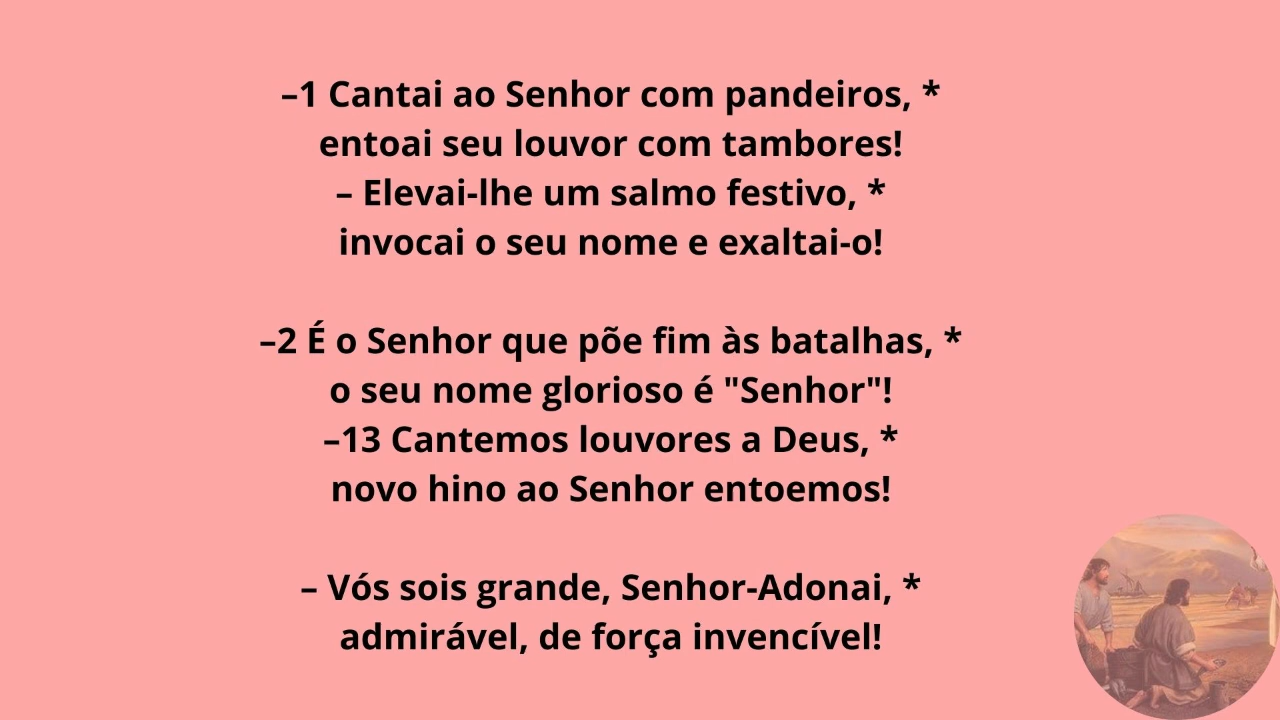 –1 Cantai ao Senhor com pandeiros, *
entoai seu louvor com tambores!
– Elevai-lhe um salmo festivo, *
invocai o seu nome e exaltai-o!
–2 É o Senhor que põe fim às batalhas, *
o seu nome glorioso é "Senhor"!
–13 Cantemos louvores a Deus, *
novo hino ao Senhor entoemos!
– Vós sois grande, Senhor-Adonai, *
admirável, de força invencível!